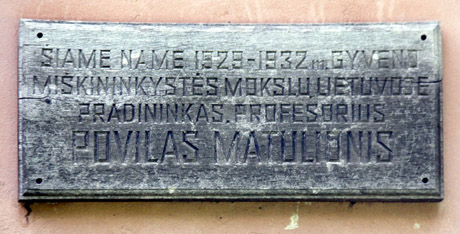 ŠIAME NAME 1929-1932 m. GYVENO
MIŠKININKYSTĖS MOKSLŲ LIETUVOJE
PRADININKAS, PROFESORIUS
POVILAS MATULIONIS